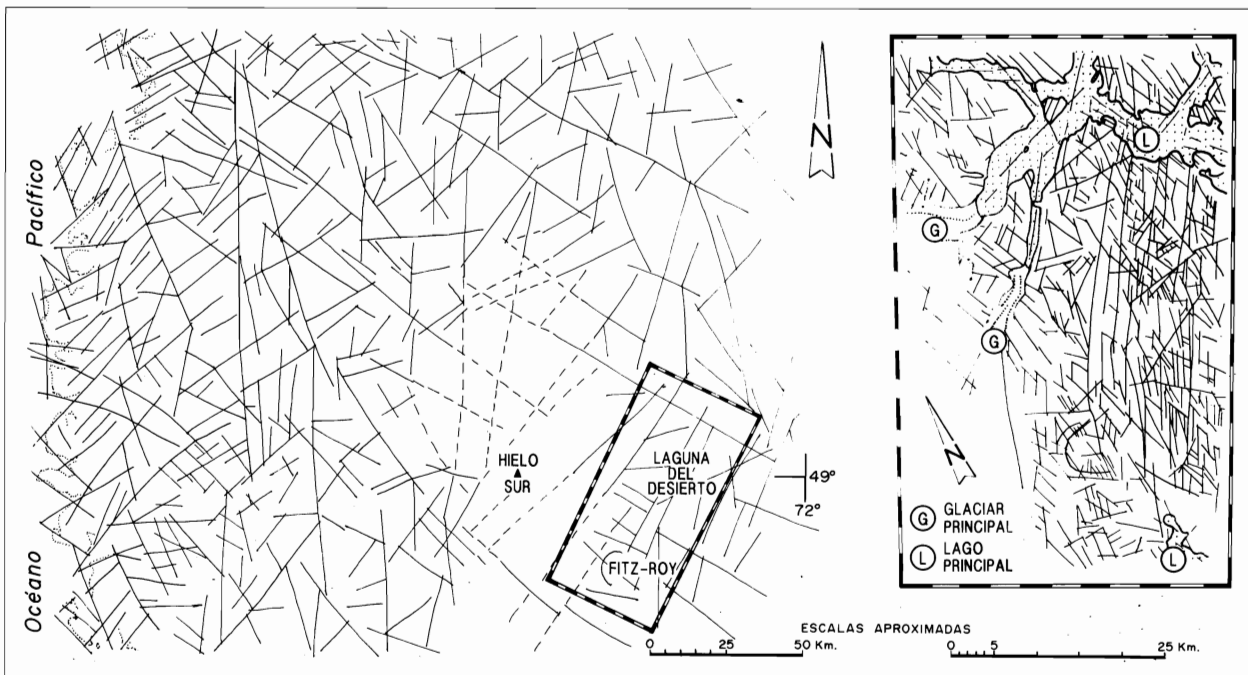 Pacífico
Océano
N
HIELO
SUR
LAGUNA
DEL
DESIERTO
FITZ-ROY
49°
72°
G
L
G
L
N
G GLACIAR
PRINCIPAL
L LAGO
PRINCIPAL
ESCALAS APROXIMADAS
0 25 50 Km.
0 5 25 Km.